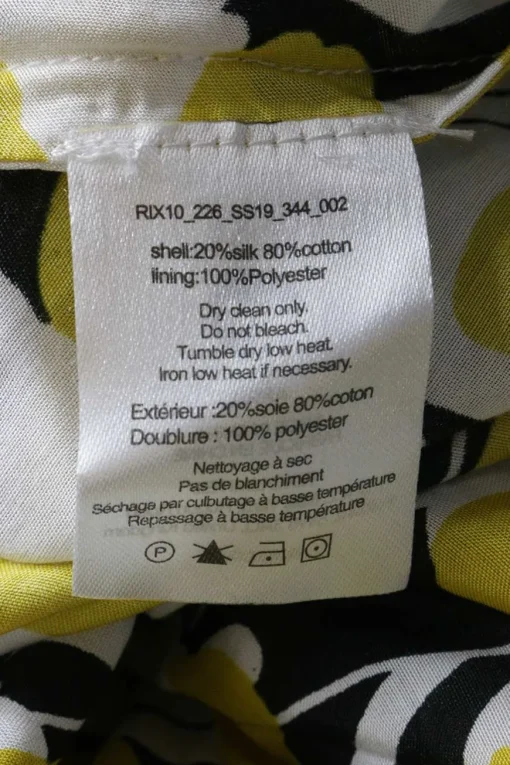 RIX10_226_SS19_344_002
shell:20%silk 80%cotton
lining:100%Polyester
Dry clean only.
Do not bleach.
Tumble dry low heat.
Iron low heat if necessary.
Extérieur :20%soie 80%coton
Doublure : 100% polyester
Nettoyage à sec
Pas de blanchiment
Séchage par culbutage à basse température
Repassage à basse température
P